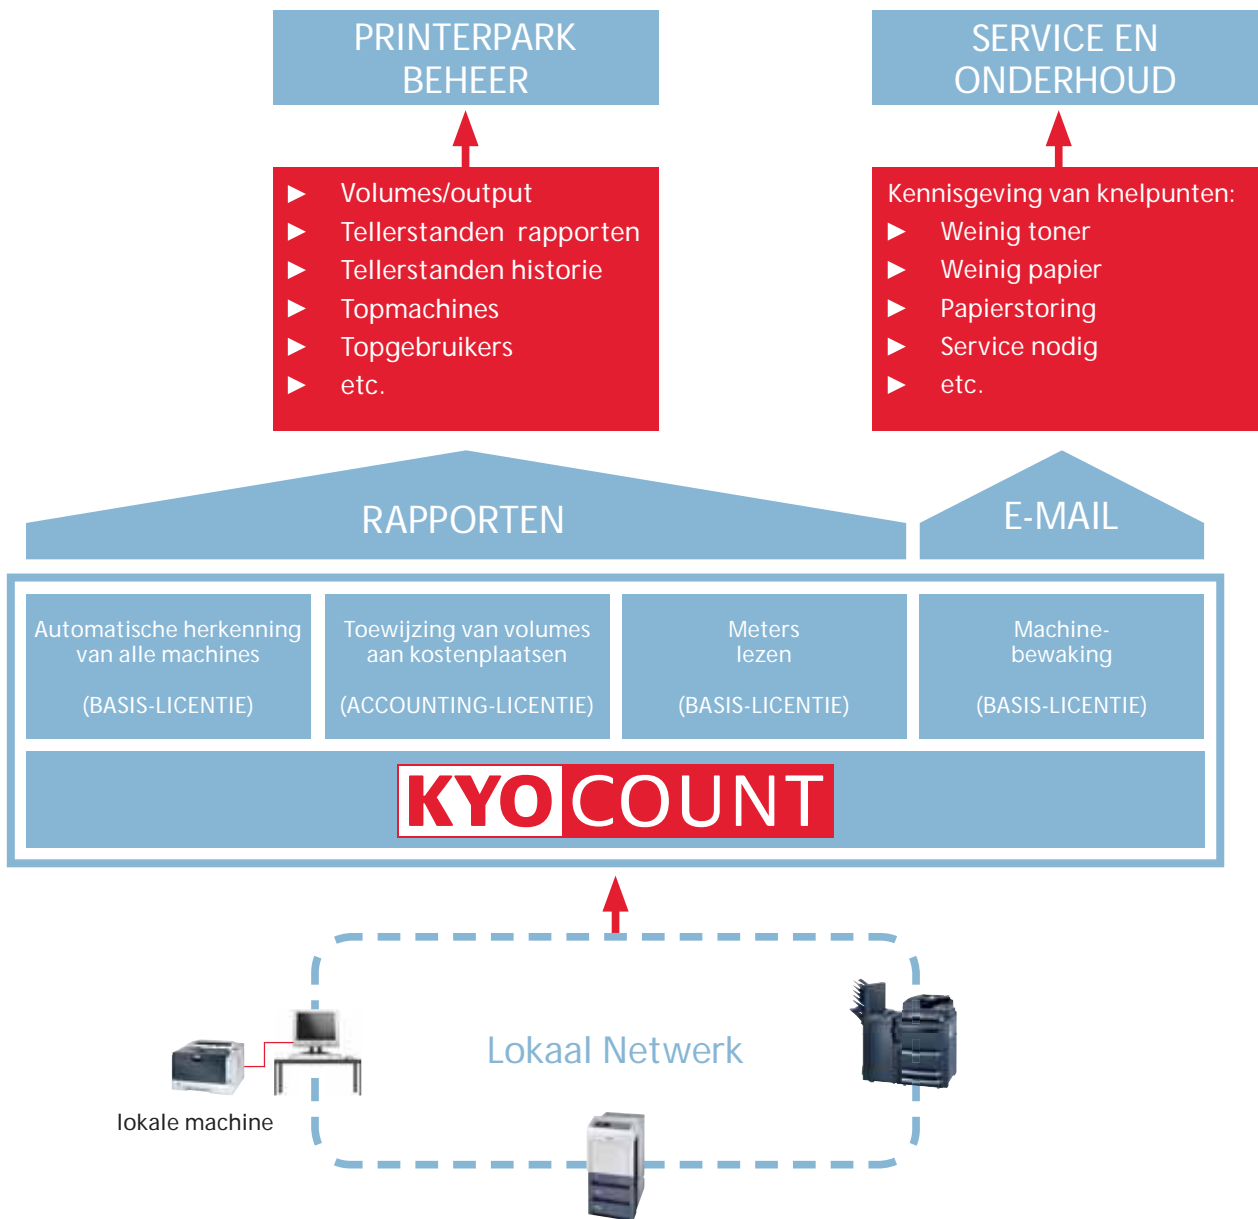 PRINTERPARK
BEHEER
SERVICE EN
ONDERHOUD
► Volumes/output
► Tellerstanden rapporten
► Tellerstanden historie
► Topmachines
► Topgebruikers
► etc.
Kennisgeving van knelpunten:
► Weinig toner
► Weinig papier
► Papierstoring
► Service nodig
► etc.
RAPPORTEN
E-MAIL
Automatische herkenning
van alle machines
(BASIS-LICENTIE)
Toewijzing van volumes
aan kostenplaatsen
(ACCOUNTING-LICENTIE)
Meters
lezen
(BASIS-LICENTIE)
Machine-
bewaking
(BASIS-LICENTIE)
KYOCOUNT
Lokaal Netwerk
lokale machine